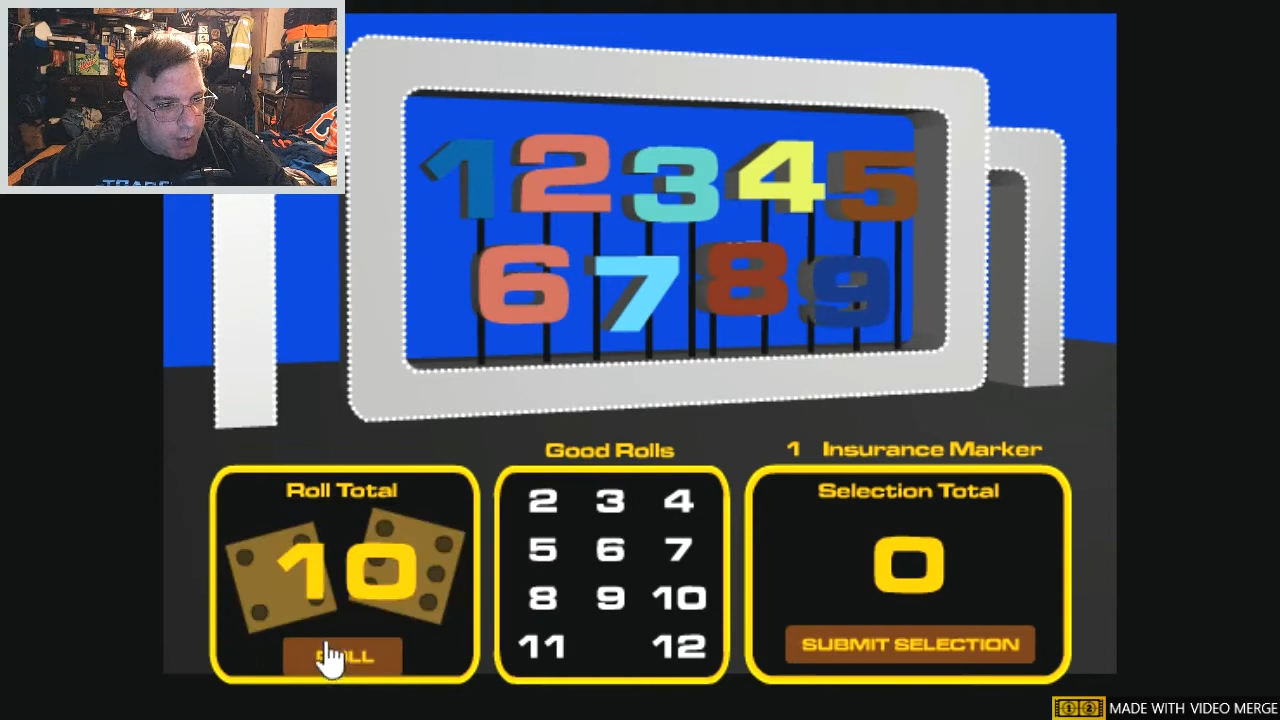 1 2 3 4 5
6 7 8 9
Good Rolls
1 Insurance Marker
Roll Total
10
2 3 4
5 6 7
8 9 10
11 12
Selection Total
0
SUBMIT SELECTION
MADE WITH VIDEO MERGE